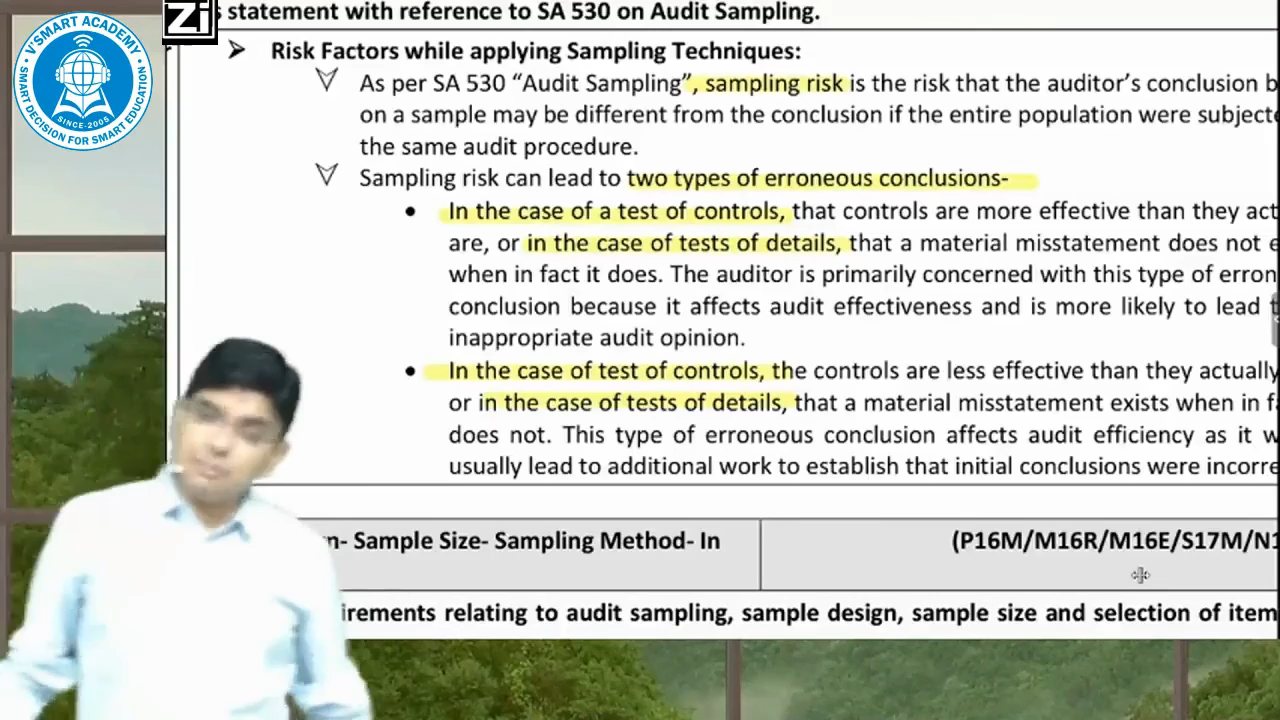 V'SMART ACADEMY
SMART DECISION FOR SMART EDUCATION
SINCE-2005
Zi
statement with reference to SA 530 on Audit Sampling.
Risk Factors while applying Sampling Techniques:
As per SA 530 “Audit Sampling”, sampling risk is the risk that the auditor's conclusion b
on a sample may be different from the conclusion if the entire population were subjecte
the same audit procedure.
Sampling risk can lead to two types of erroneous conclusions-
• In the case of a test of controls, that controls are more effective than they act
are, or in the case of tests of details, that a material misstatement does not e
when in fact it does. The auditor is primarily concerned with this type of erron
conclusion because it affects audit effectiveness and is more likely to lead t
inappropriate audit opinion.
• In the case of test of controls, the controls are less effective than they actually
or in the case of tests of details, that a material misstatement exists when in f
does not. This type of erroneous conclusion affects audit efficiency as it w
usually lead to additional work to establish that initial conclusions were incorre
n- Sample Size- Sampling Method- In
(P16M/M16R/M16E/S17M/N1
irements relating to audit sampling, sample design, sample size and selection of item